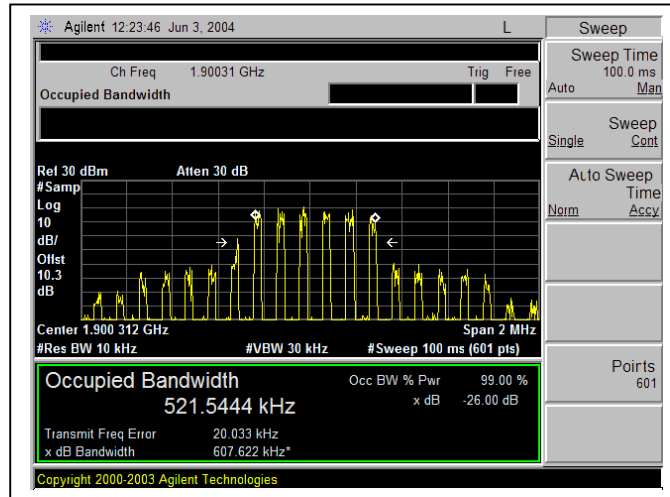 Agilent 12:23:46 Jun 3, 2004 L
Ch Freq 1.90031 GHz Trig Free
Occupied Bandwidth
Ref 30 dBm Atten 30 dB
#Samp
Log
10
dB/
Offst
10.3
dB
Center 1.900 312 GHz Span 2 MHz
#Res BW 10 kHz #VBW 30 kHz #Sweep 100 ms (601 pts)
Occupied Bandwidth Occ BW % Pwr 99.00 %
521.5444 kHz x dB -26.00 dB
Transmit Freq Error 20.033 kHz
x dB Bandwidth 607.622 kHz*
Copyright 2000-2003 Agilent Technologies
Sweep
Sweep Time
100.0 ms
Auto Man
Sweep
Single Cont
Auto Sweep
Time
Norm Accy
Points
601